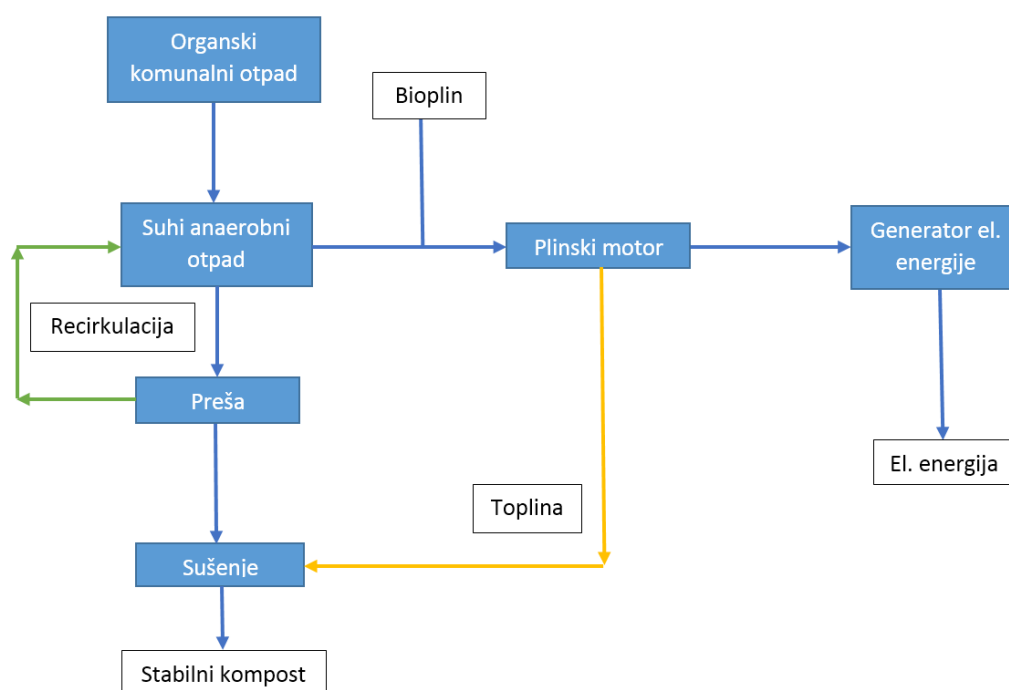 Organski
komunalni otpad
Bioplin
Suhi anaerobni
otpad
Plinski motor
Generator el.
energije
Recirkulacija
Preša
El. energija
Toplina
Sušenje
Stabilni kompost